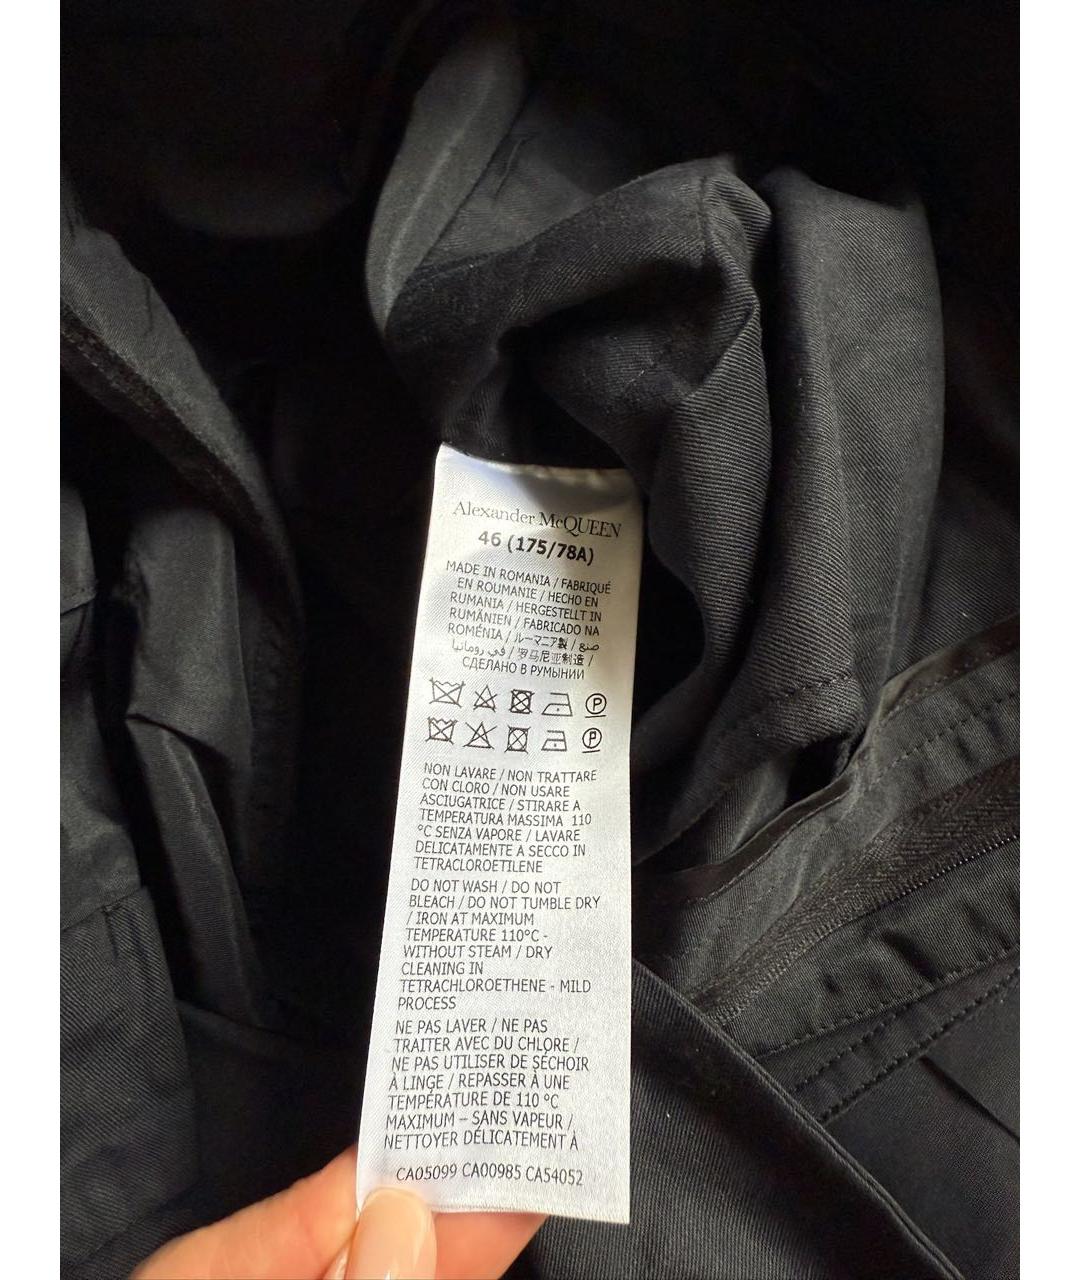 Alexander McQUEEN
46 (175/78A)
MADE IN ROMANIA / FABRIQUÉ
EN ROUMANIE / HECHO EN
RUMANIA / HERGESTELLT IN
RUMÄNIEN / FABRICADO NA
ROMÉNIA / ルーマニア製 / صنع
في رومانيا / 罗马尼亚制造 /
СДЕЛАНО В РУМЫНИИ
P
P
NON LAVARE / NON TRATTARE
CON CLORO / NON USARE
ASCIUGATRICE / STIRARE A
TEMPERATURA MASSIMA 110
°C SENZA VAPORE / LAVARE
DELICATAMENTE A SECCO IN
TETRACLOROETILENE
DO NOT WASH / DO NOT
BLEACH / DO NOT TUMBLE DRY
/ IRON AT MAXIMUM
TEMPERATURE 110°C -
WITHOUT STEAM / DRY
CLEANING IN
TETRACHLOROETHENE - MILD
PROCESS
NE PAS LAVER / NE PAS
TRAITER AVEC DU CHLORE /
NE PAS UTILISER DE SÉCHOIR
À LINGE / REPASSER À UNE
TEMPÉRATURE DE 110 °C
MAXIMUM – SANS VAPEUR /
NETTOYER DÉLICATEMENT À
CA05099 CA00985 CA54052